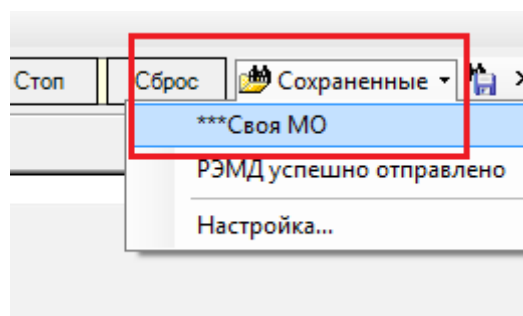 Стоп Сброс Сохраненные
***Своя МО
РЭМД успешно отправлено
Настройка...